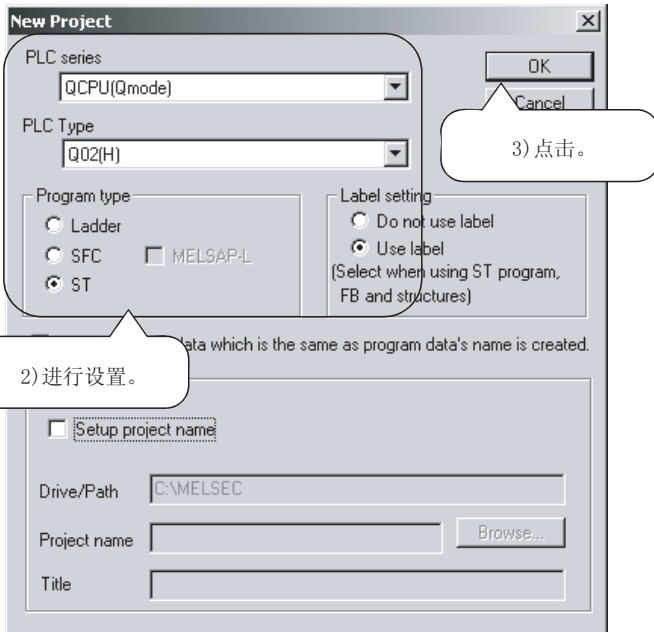 New Project
PLC series
QCPU(Qmode)
OK
Cancel
PLC Type
Q02(H)
3)点击。
Program type
Ladder
SFC
MELSAP-L
ST
Label setting
Do not use label
Use label
(Select when using ST program,
FB and structures)
data which is the same as program data's name is created.
2)进行设置。
Setup project name
Drive/Path
C:\MELSEC
Project name
Browse...
Title